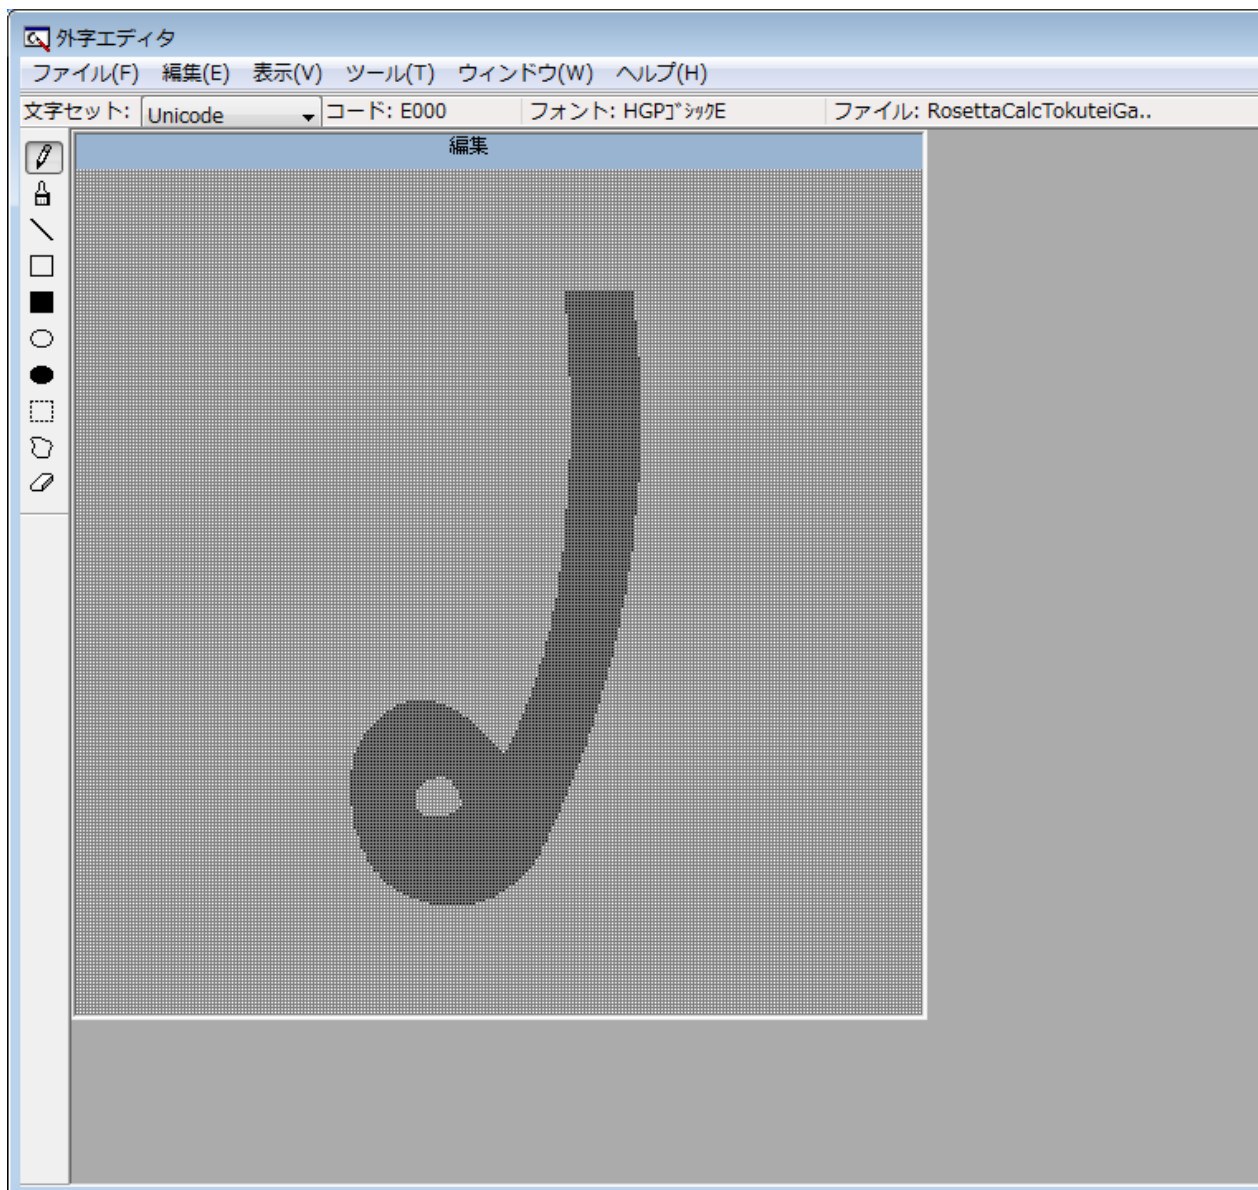 外字エディタ
ファイル(F) 編集(E) 表示(V) ツール(T) ウィンドウ(W) ヘルプ(H)
文字セット: Unicode コード: E000 フォント: HGPｺﾞｼｯｸE ファイル: RosettaCalcTokuteiGa..
編集